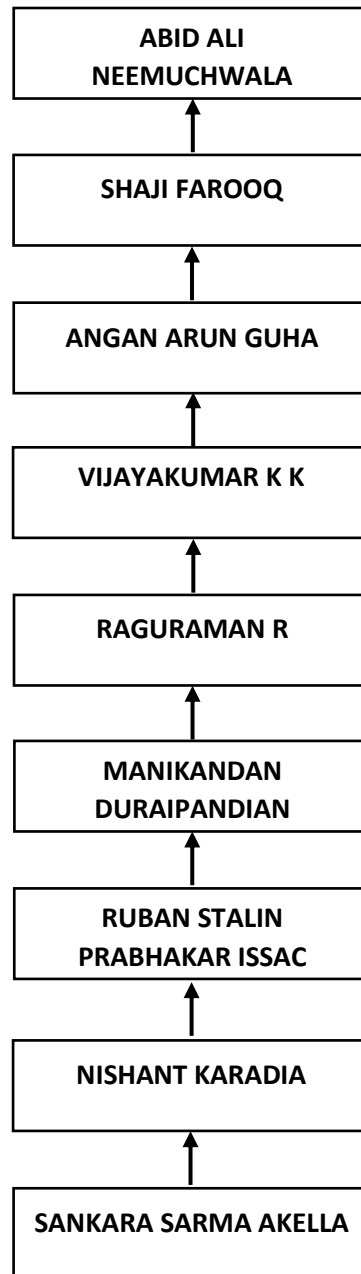 ABID ALI
NEEMUCHWALA
SHAJI FAROOQ
ANGAN ARUN GUHA
VIJAYAKUMAR K K
RAGURAMAN R
MANIKANDAN
DURAIPANDIAN
RUBAN STALIN
PRABHAKAR ISSAC
NISHANT KARADIA
SANKARA SARMA AKELLA